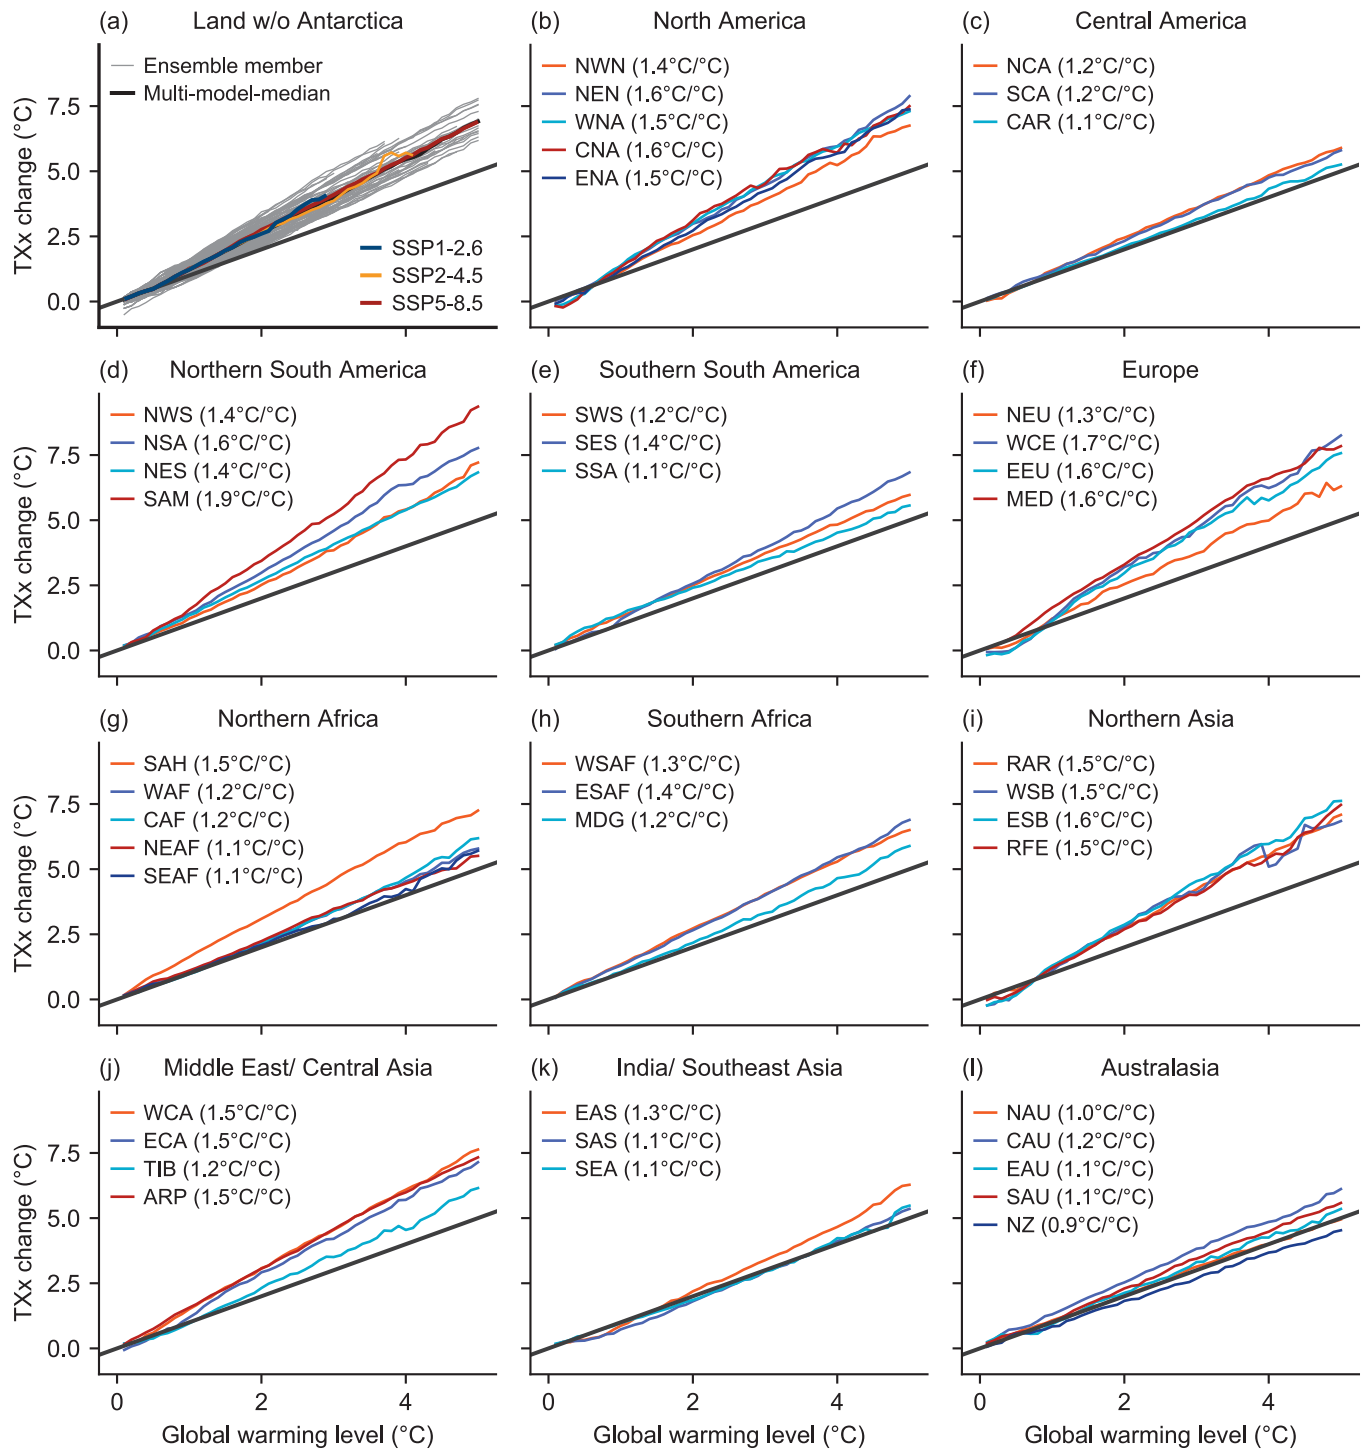 (a) Land w/o Antarctica
Ensemble member
Multi-model-median
SSP1-2.6
SSP2-4.5
SSP5-8.5
TXx change (°C)
7.5
5.0
2.5
0.0
(b) North America
NWN (1.4°C/°C)
NEN (1.6°C/°C)
WNA (1.5°C/°C)
CNA (1.6°C/°C)
ENA (1.5°C/°C)
(c) Central America
NCA (1.2°C/°C)
SCA (1.2°C/°C)
CAR (1.1°C/°C)
(d) Northern South America
NWS (1.4°C/°C)
NSA (1.6°C/°C)
NES (1.4°C/°C)
SAM (1.9°C/°C)
TXx change (°C)
7.5
5.0
2.5
0.0
(e) Southern South America
SWS (1.2°C/°C)
SES (1.4°C/°C)
SSA (1.1°C/°C)
(f) Europe
NEU (1.3°C/°C)
WCE (1.7°C/°C)
EEU (1.6°C/°C)
MED (1.6°C/°C)
(g) Northern Africa
SAH (1.5°C/°C)
WAF (1.2°C/°C)
CAF (1.2°C/°C)
NEAF (1.1°C/°C)
SEAF (1.1°C/°C)
TXx change (°C)
7.5
5.0
2.5
0.0
(h) Southern Africa
WSAF (1.3°C/°C)
ESAF (1.4°C/°C)
MDG (1.2°C/°C)
(i) Northern Asia
RAR (1.5°C/°C)
WSB (1.5°C/°C)
ESB (1.6°C/°C)
RFE (1.5°C/°C)
(j) Middle East/ Central Asia
WCA (1.5°C/°C)
ECA (1.5°C/°C)
TIB (1.2°C/°C)
ARP (1.5°C/°C)
TXx change (°C)
7.5
5.0
2.5
0.0
0 2 4
Global warming level (°C)
(k) India/ Southeast Asia
EAS (1.3°C/°C)
SAS (1.1°C/°C)
SEA (1.1°C/°C)
0 2 4
Global warming level (°C)
(l) Australasia
NAU (1.0°C/°C)
CAU (1.2°C/°C)
EAU (1.1°C/°C)
SAU (1.1°C/°C)
NZ (0.9°C/°C)
0 2 4
Global warming level (°C)